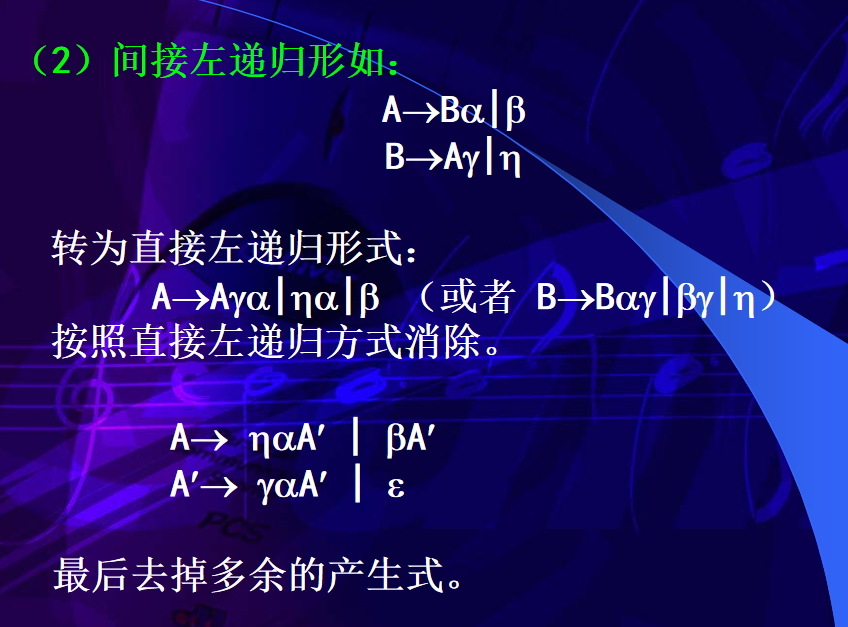 （2）间接左递归形如：
A→Bα|β
B→Aγ|η
转为直接左递归形式：
A→Aγα|ηα|β （或者 B→Bαγ|βγ|η）
按照直接左递归方式消除。
A→ ηαA′ | βA′
A′→ γαA′ | ε
最后去掉多余的产生式。